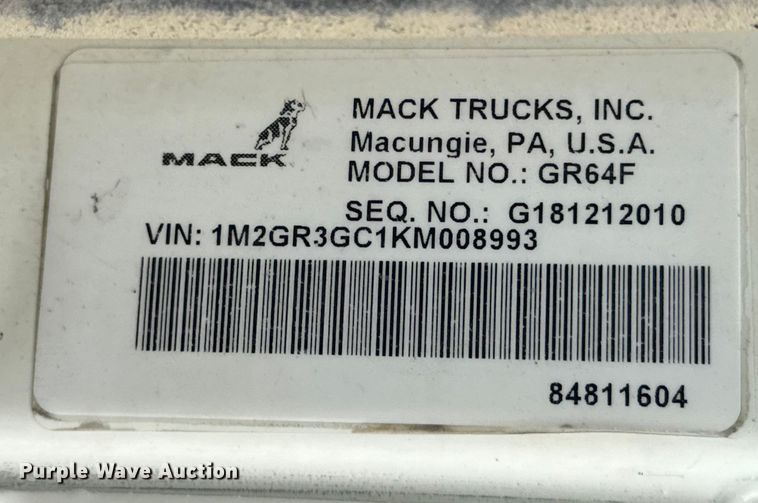 MACK
MACK TRUCKS, INC.
Macungie, PA, U.S.A.
MODEL NO.: GR64F
SEQ. NO.: G181212010
VIN: 1M2GR3GC1KM008993
84811604
Purple Wave Auction